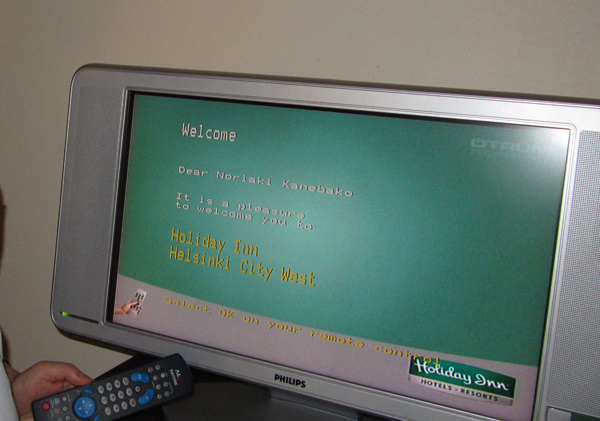 OTRUM
Welcome
Dear Noriaki Kanebako
It is a pleasure
to welcome you to
Holiday Inn
Helsinki City West
Select OK on your remote control
Holiday Inn
HOTELS • RESORTS
PHILIPS